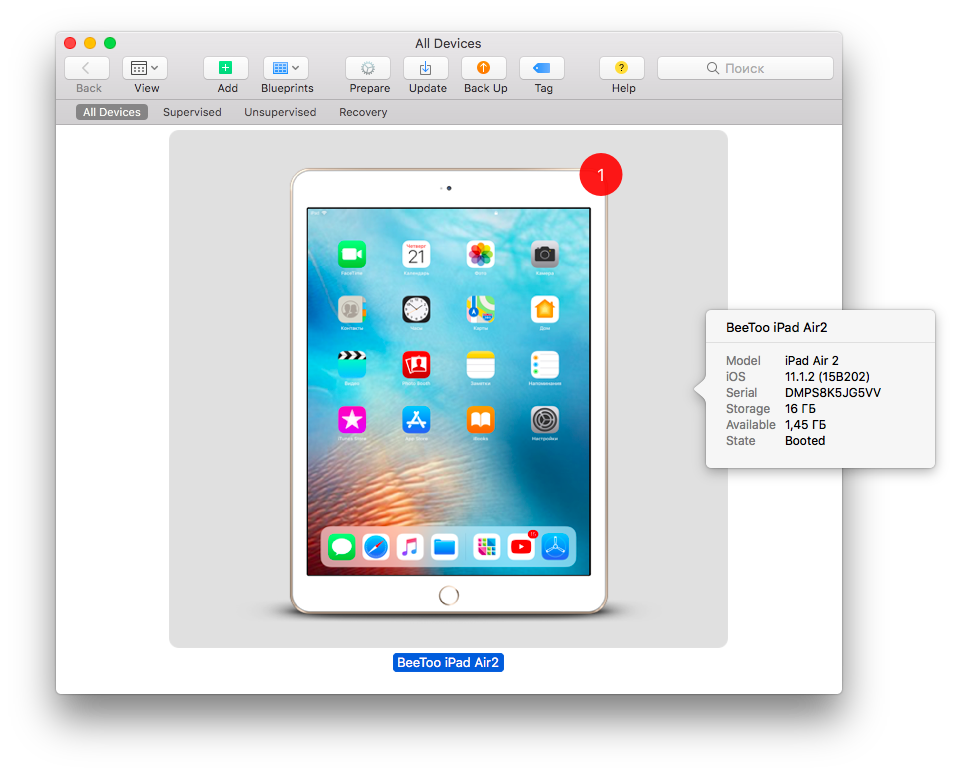 All Devices
Back
View
Add
Blueprints
Prepare
Update
Back Up
Tag
Help
Поиск
All Devices
Supervised
Unsupervised
Recovery
1
iPad
Четверг
21
FaceTime
Календарь
Фото
Камера
Контакты
Часы
Карты
Дом
Видео
Photo Booth
Заметки
Напоминания
iTunes Store
App Store
iBooks
Настройки
15
BeeToo iPad Air2
Model iPad Air 2
iOS 11.1.2 (15B202)
Serial DMPS8K5JG5VV
Storage 16 ГБ
Available 1,45 ГБ
State Booted
BeeToo iPad Air2